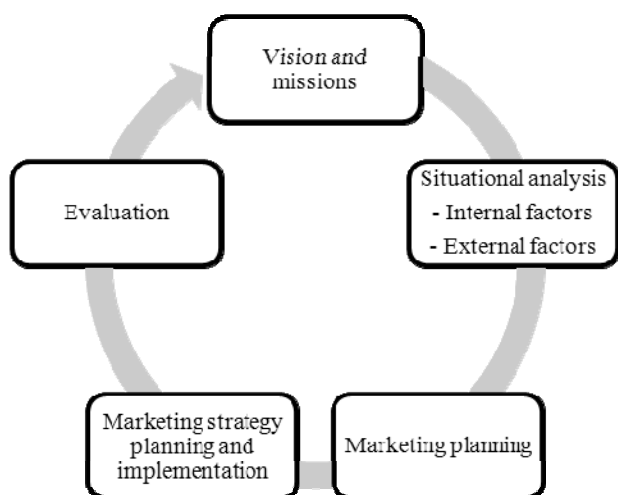 Vision and
missions
Situational analysis
- Internal factors
- External factors
Marketing planning
Marketing strategy
planning and
implementation
Evaluation